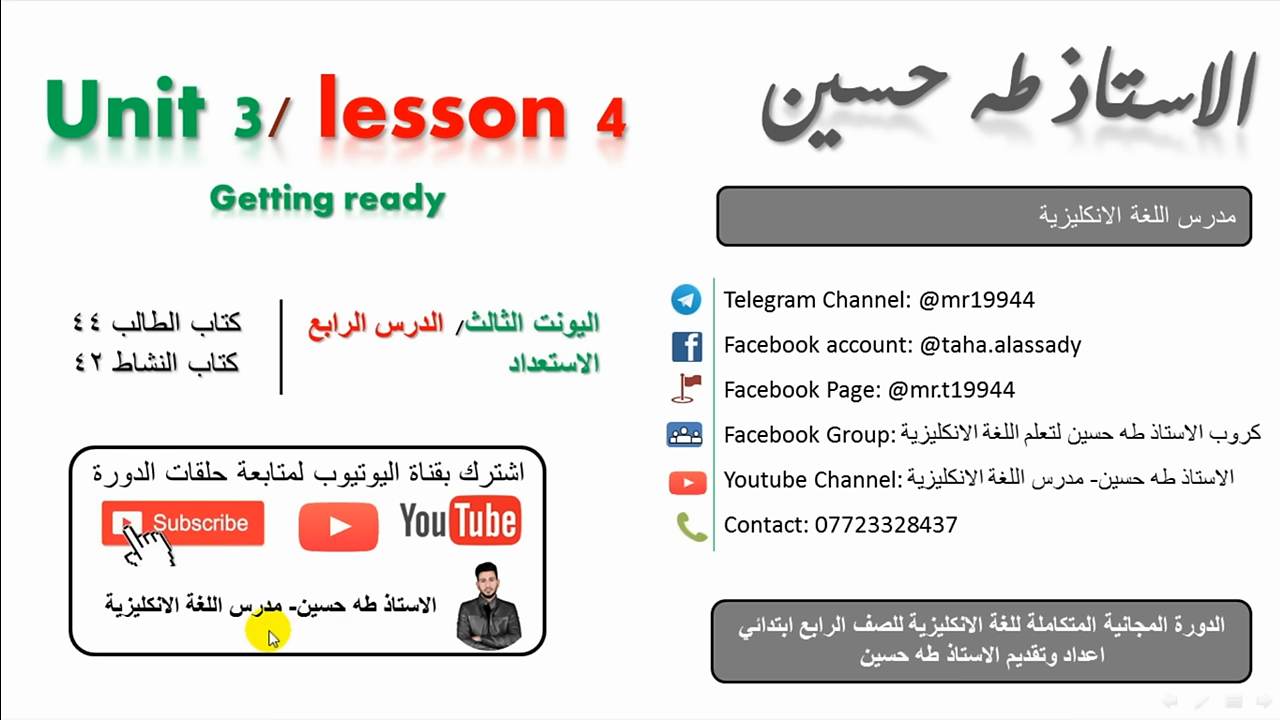 Unit 3/ lesson 4
Getting ready
الاستاذ طه حسين
مدرس اللغة الانكليزية
اليونت الثالث/ الدرس الرابع
الاستعداد
كتاب الطالب ٤٤
كتاب النشاط ٤٢
Telegram Channel: @mr19944
Facebook account: @taha.alassady
Facebook Page: @mr.t19944
Facebook Group: كروب الاستاذ طه حسين لتعلم اللغة الانكليزية
Youtube Channel: الاستاذ طه حسين- مدرس اللغة الانكليزية
Contact: 07723328437
اشترك بقناة اليوتيوب لمتابعة حلقات الدورة
Subscribe
YouTube
الاستاذ طه حسين- مدرس اللغة الانكليزية
الدورة المجانية المتكاملة للغة الانكليزية للصف الرابع ابتدائي
اعداد وتقديم الاستاذ طه حسين